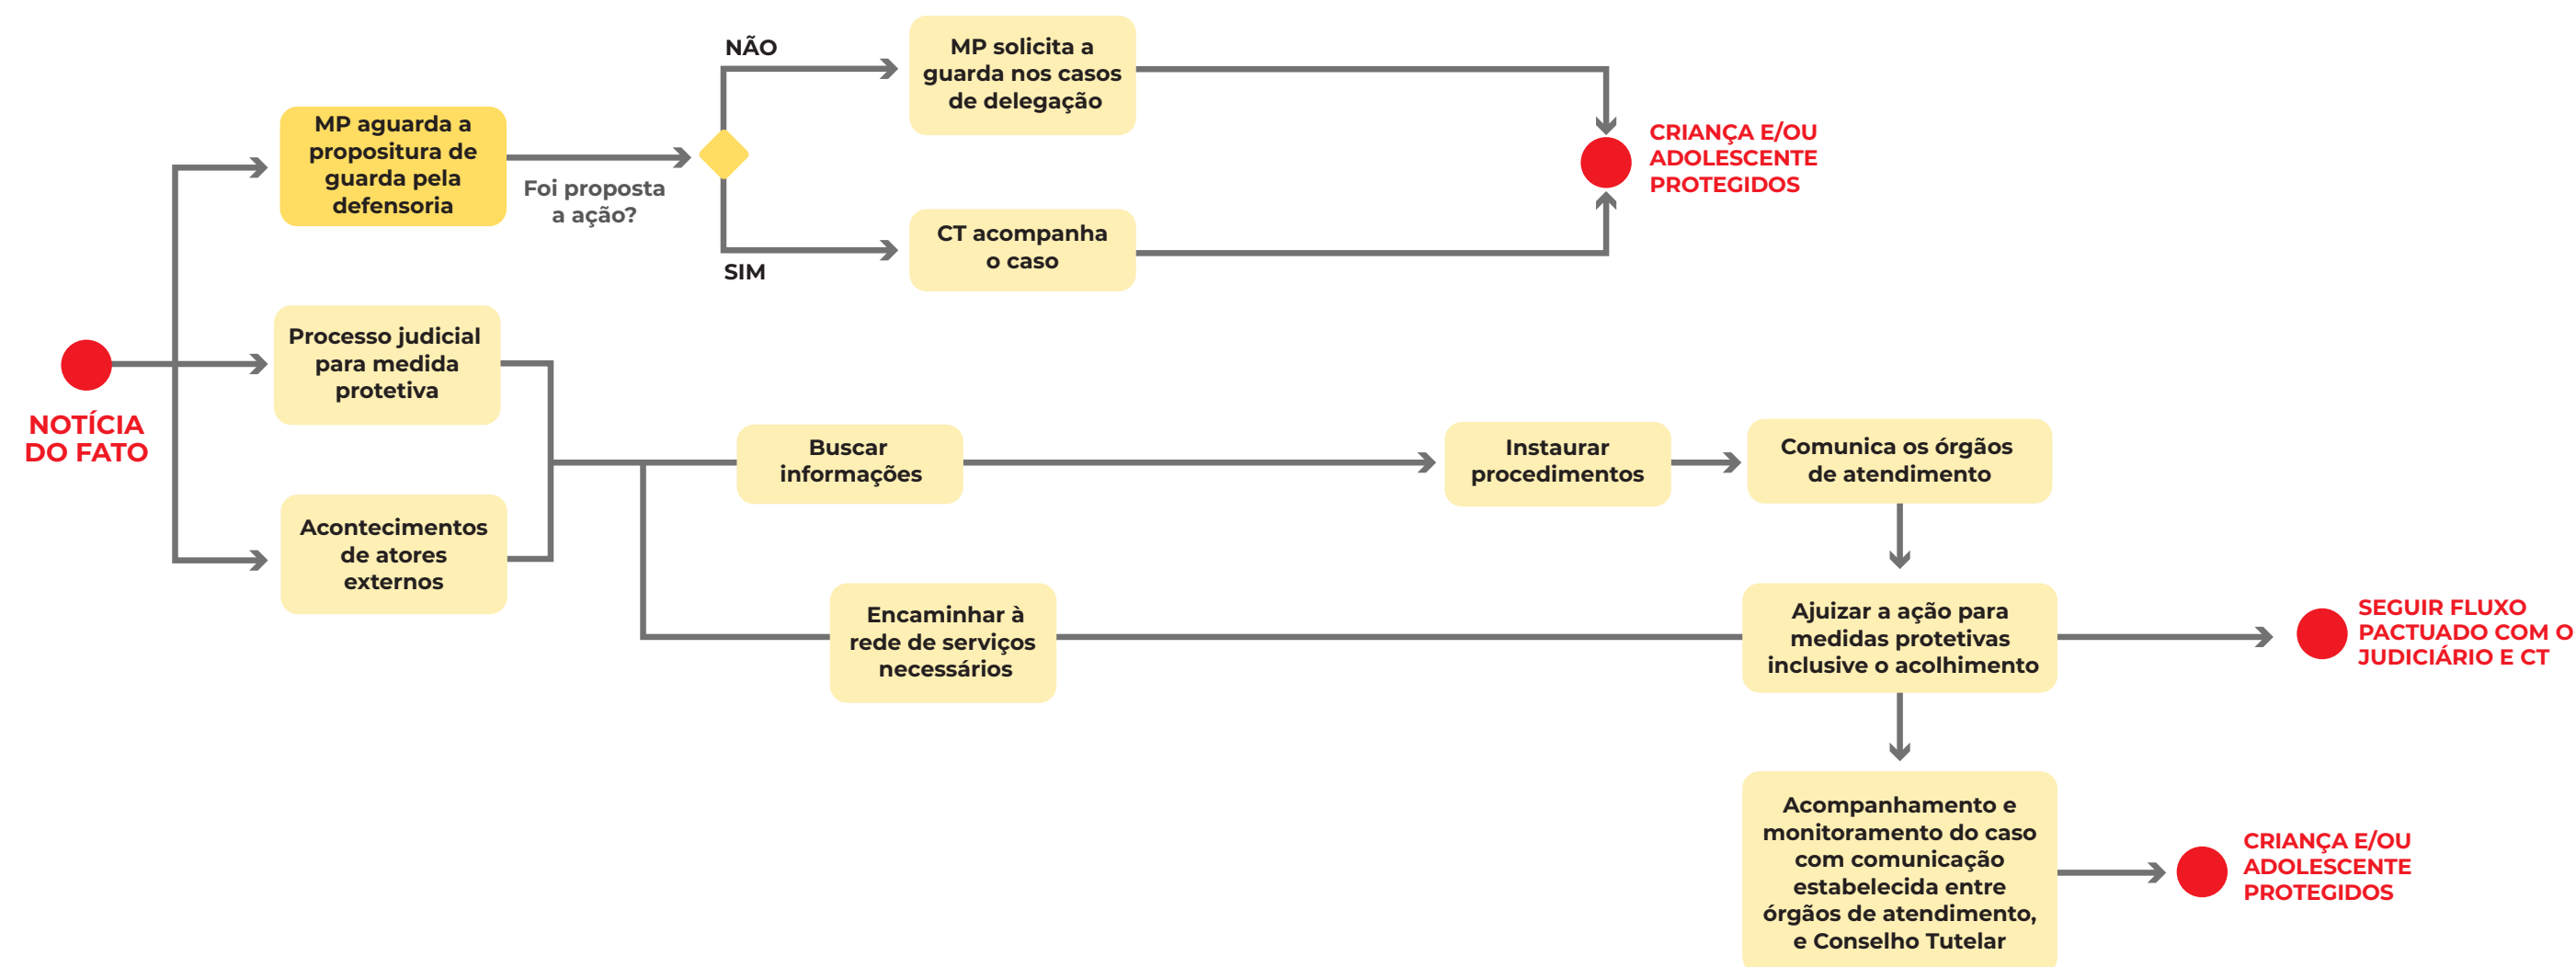 NOTÍCIA
DO FATO
MP aguarda a
propositura de
guarda pela
defensoria
Foi proposta
a ação?
NÃO
SIM
MP solicita a
guarda nos casos
de delegação
CT acompanha
o caso
CRIANÇA E/OU
ADOLESCENTE
PROTEGIDOS
Processo judicial
para medida
protetiva
Acontecimentos
de atores
externos
Buscar
informações
Instaurar
procedimentos
Comunica os órgãos
de atendimento
Encaminhar à
rede de serviços
necessários
Ajuizar a ação para
medidas protetivas
inclusive o acolhimento
SEGUIR FLUXO
PACTUADO COM O
JUDICIÁRIO E CT
Acompanhamento e
monitoramento do caso
com comunicação
estabelecida entre
órgãos de atendimento,
e Conselho Tutelar
CRIANÇA E/OU
ADOLESCENTE
PROTEGIDOS